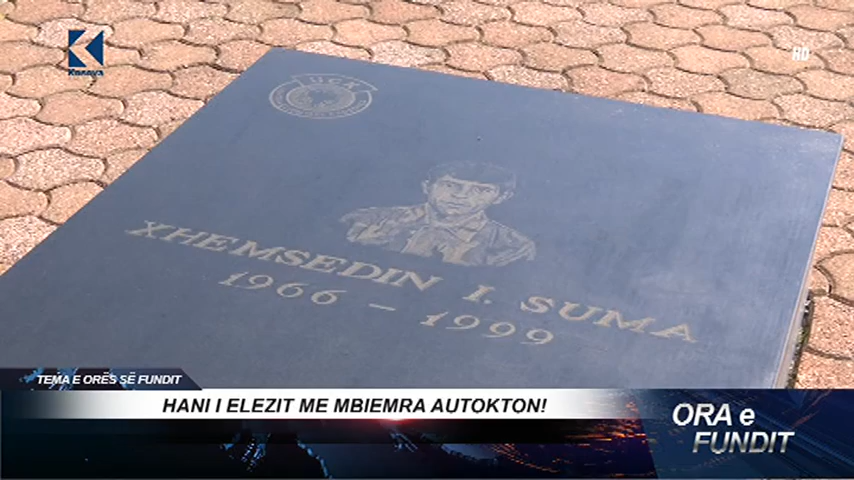 Kosova
HD
UÇK
XHEMSEDIN I. SUMA
1966 – 1999
TEMA E ORËS SË FUNDIT
HANI I ELEZIT ME MBIEMRA AUTOKTON!
ORA e
FUNDIT